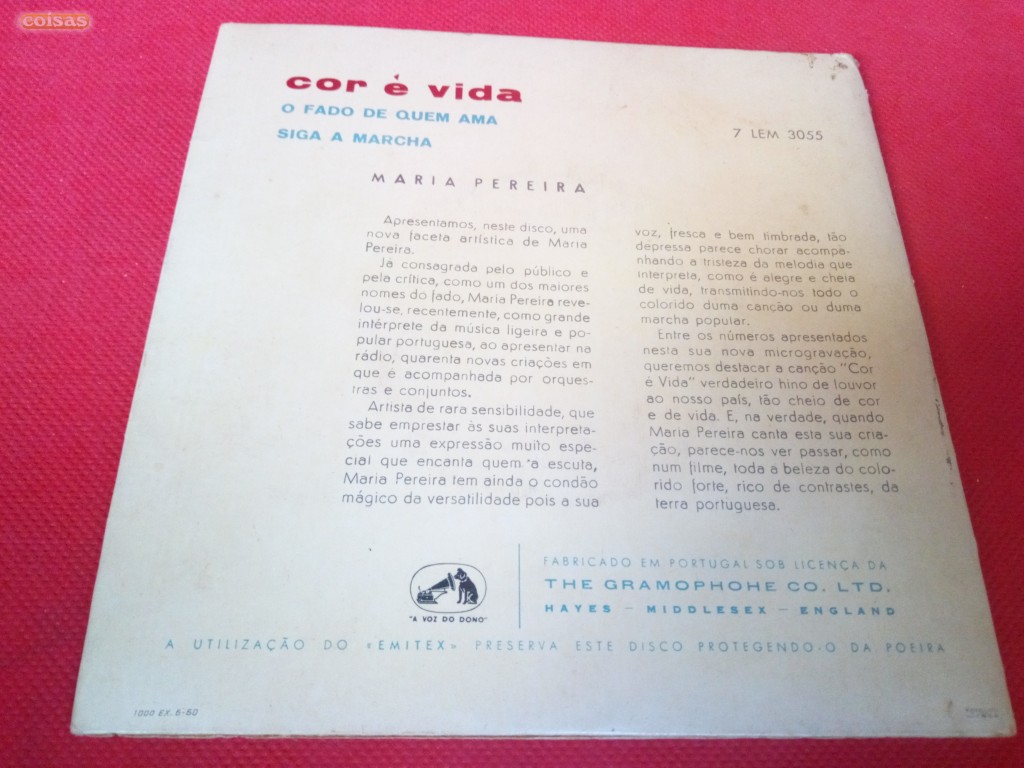 coisas
cor é vida
O FADO DE QUEM AMA
SIGA A MARCHA
7 LEM 3055
MARIA PEREIRA
Apresentamos, neste disco, uma
nova faceta artística de Maria
Pereira.
Já consagrada pelo público e
pela crítica, como um dos maiores
nomes do fado, Maria Pereira reve-
lou-se, recentemente, como grande
intérprete da música ligeira e po-
pular portuguesa, ao apresentar na
rádio, quarenta novas criações em
que é acompanhada por orques-
tras e conjuntos.
Artista de rara sensibilidade, que
sabe emprestar às suas interpreta-
ções uma expressão muito espe-
cial que encanta quem a escuta,
Maria Pereira tem ainda o condão
mágico da versatilidade pois a sua
voz, fresca e bem timbrada, tão
depressa parece chorar acompa-
nhando a tristeza da melodia que
interpreta, como é alegre e cheia
de vida, transmitindo-nos todo o
colorido duma canção ou duma
marcha popular.
Entre os números apresentados
nesta sua nova microgravação,
queremos destacar a canção "Cor
é Vida" verdadeiro hino de louvor
ao nosso país, tão cheio de cor
e de vida. E, na verdade, quando
Maria Pereira canta esta sua cria-
ção, parece-nos ver passar, como
num filme, toda a beleza do colo-
rido forte, rico de contrastes, da
terra portuguesa.
"A VOZ DO DONO"
FABRICADO EM PORTUGAL SOB LICENÇA DA
THE GRAMOPHOHE CO. LTD.
HAYES – MIDDLESEX – ENGLAND
A UTILIZAÇÃO DO «EMITEX» PRESERVA ESTE DISCO PROTEGENDO-O DA POEIRA
1000 EX. 6-60